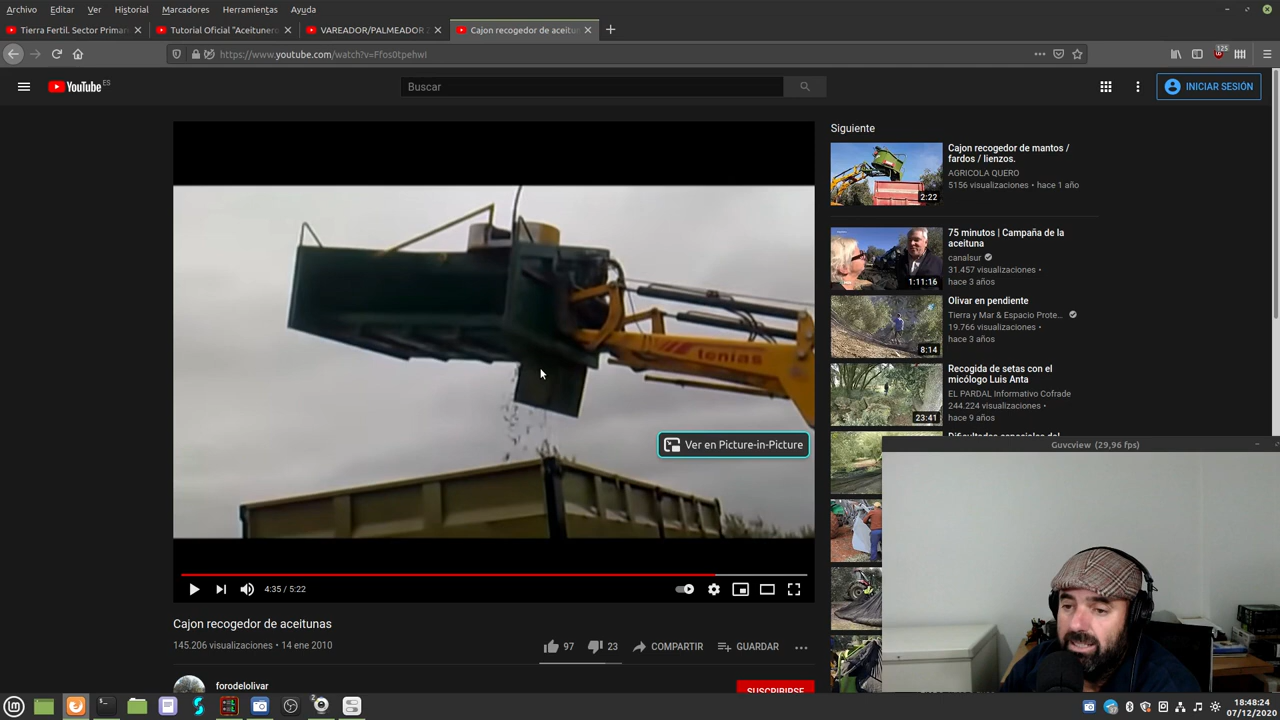 Archivo Editar Ver Historial Marcadores Herramientas Ayuda
Tierra Fertil. Sector Primar
Tutorial Oficial "Aceitunero
VAREADOR/PALMEADOR
Cajon recogedor de aceitu
https://www.youtube.com/watch?v=Ffos0tpehwI
125
YouTube ES
Buscar
INICIAR SESIÓN
Siguiente
Cajon recogedor de mantos /
fardos / lienzos.
AGRICOLA QUERO
5156 visualizaciones • hace 1 año
2:22
75 minutos | Campaña de la
aceituna
canalsur
31.457 visualizaciones •
hace 3 años
1:11:16
Olivar en pendiente
Tierra y Mar & Espacio Prote...
19.766 visualizaciones •
hace 3 años
8:14
Recogida de setas con el
micólogo Luis Anta
EL PARDAL Informativo Cofrade
244.224 visualizaciones •
hace 9 años
23:41
tenias
Ver en Picture-in-Picture
Guvcview (29,96 fps)
4:35 / 5:22
Cajon recogedor de aceitunas
145.206 visualizaciones • 14 ene 2010
97
23
COMPARTIR
GUARDAR
forodelolivar
SUSCRIBIRSE
18:48:24
07/12/2020